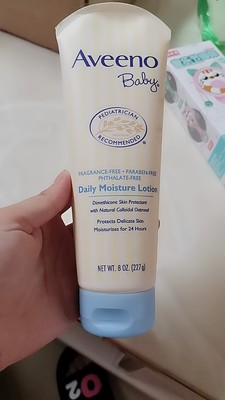 Aveeno
Baby®
PEDIATRICIAN
RECOMMENDED
FRAGRANCE-FREE • PARABEN-FREE
PHTHALATE-FREE
Daily Moisture Lotion
Dimethicone Skin Protectant
with Natural Colloidal Oatmeal
Protects Delicate Skin
Moisturizes for 24 Hours
NET WT. 8 OZ. (227g)